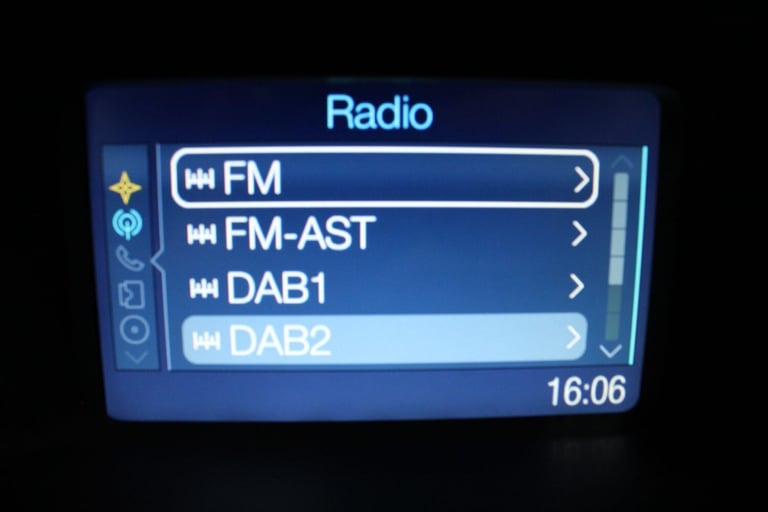 Radio
FM
FM-AST
DAB1
DAB2
16:06